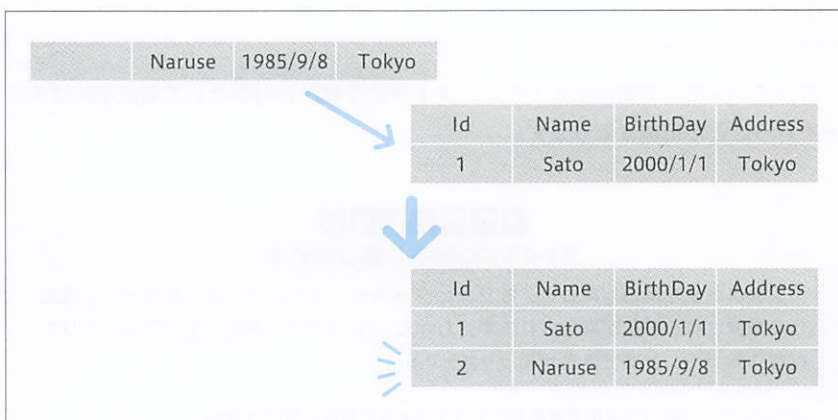 Naruse 1985/9/8 Tokyo
Id Name BirthDay Address
1 Sato 2000/1/1 Tokyo
Id Name BirthDay Address
1 Sato 2000/1/1 Tokyo
2 Naruse 1985/9/8 Tokyo